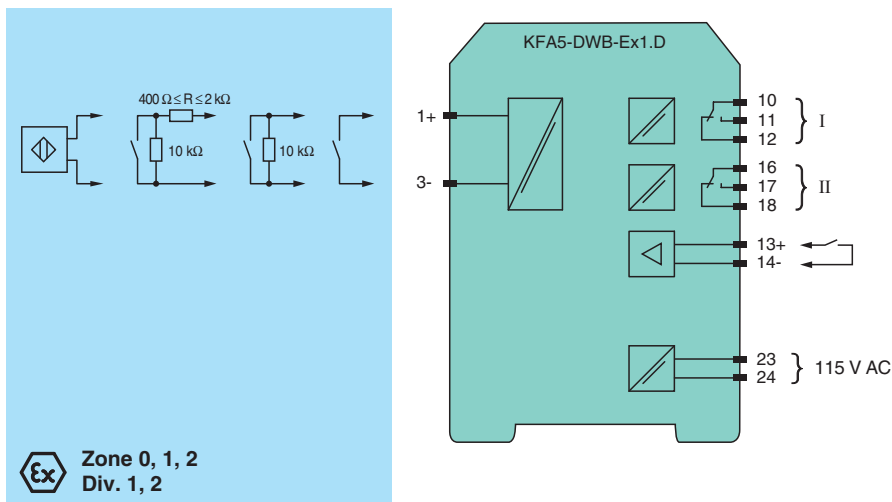 KFA5-DWB-Ex1.D
400 Ω ≤ R ≤ 2 kΩ
10 kΩ
10 kΩ
1+
3-
10
11
12
I
16
17
18
II
13+
14-
23
24
115 V AC
Ex
Zone 0, 1, 2
Div. 1, 2